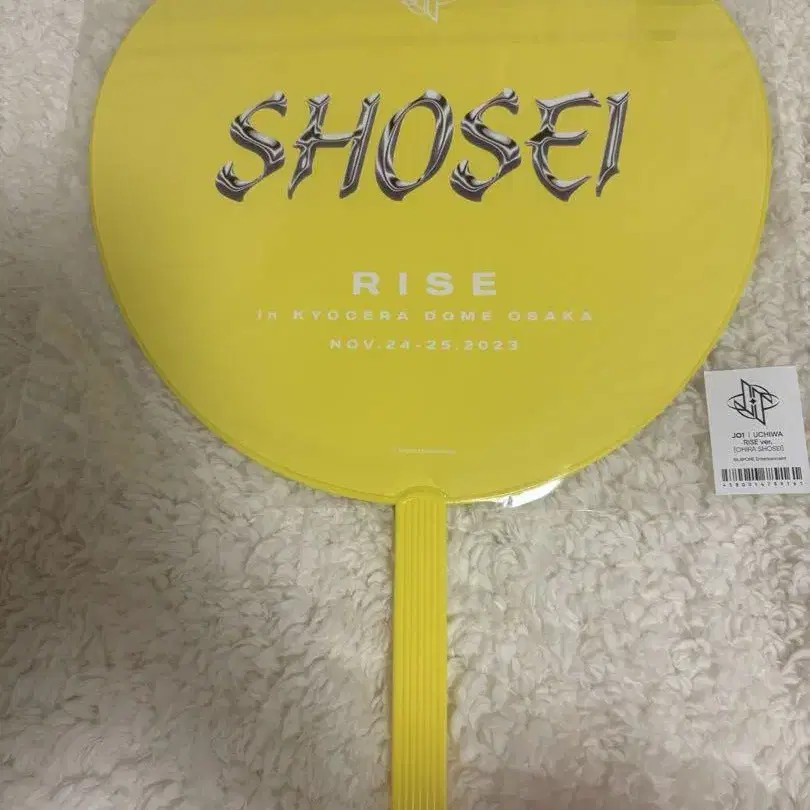 SHOSEI
RISE
in KYOCERA DOME OSAKA
NOV.24-25.2023
JO1 | UCHIWA
RISE ver.
[OHIRA SHOSEI]